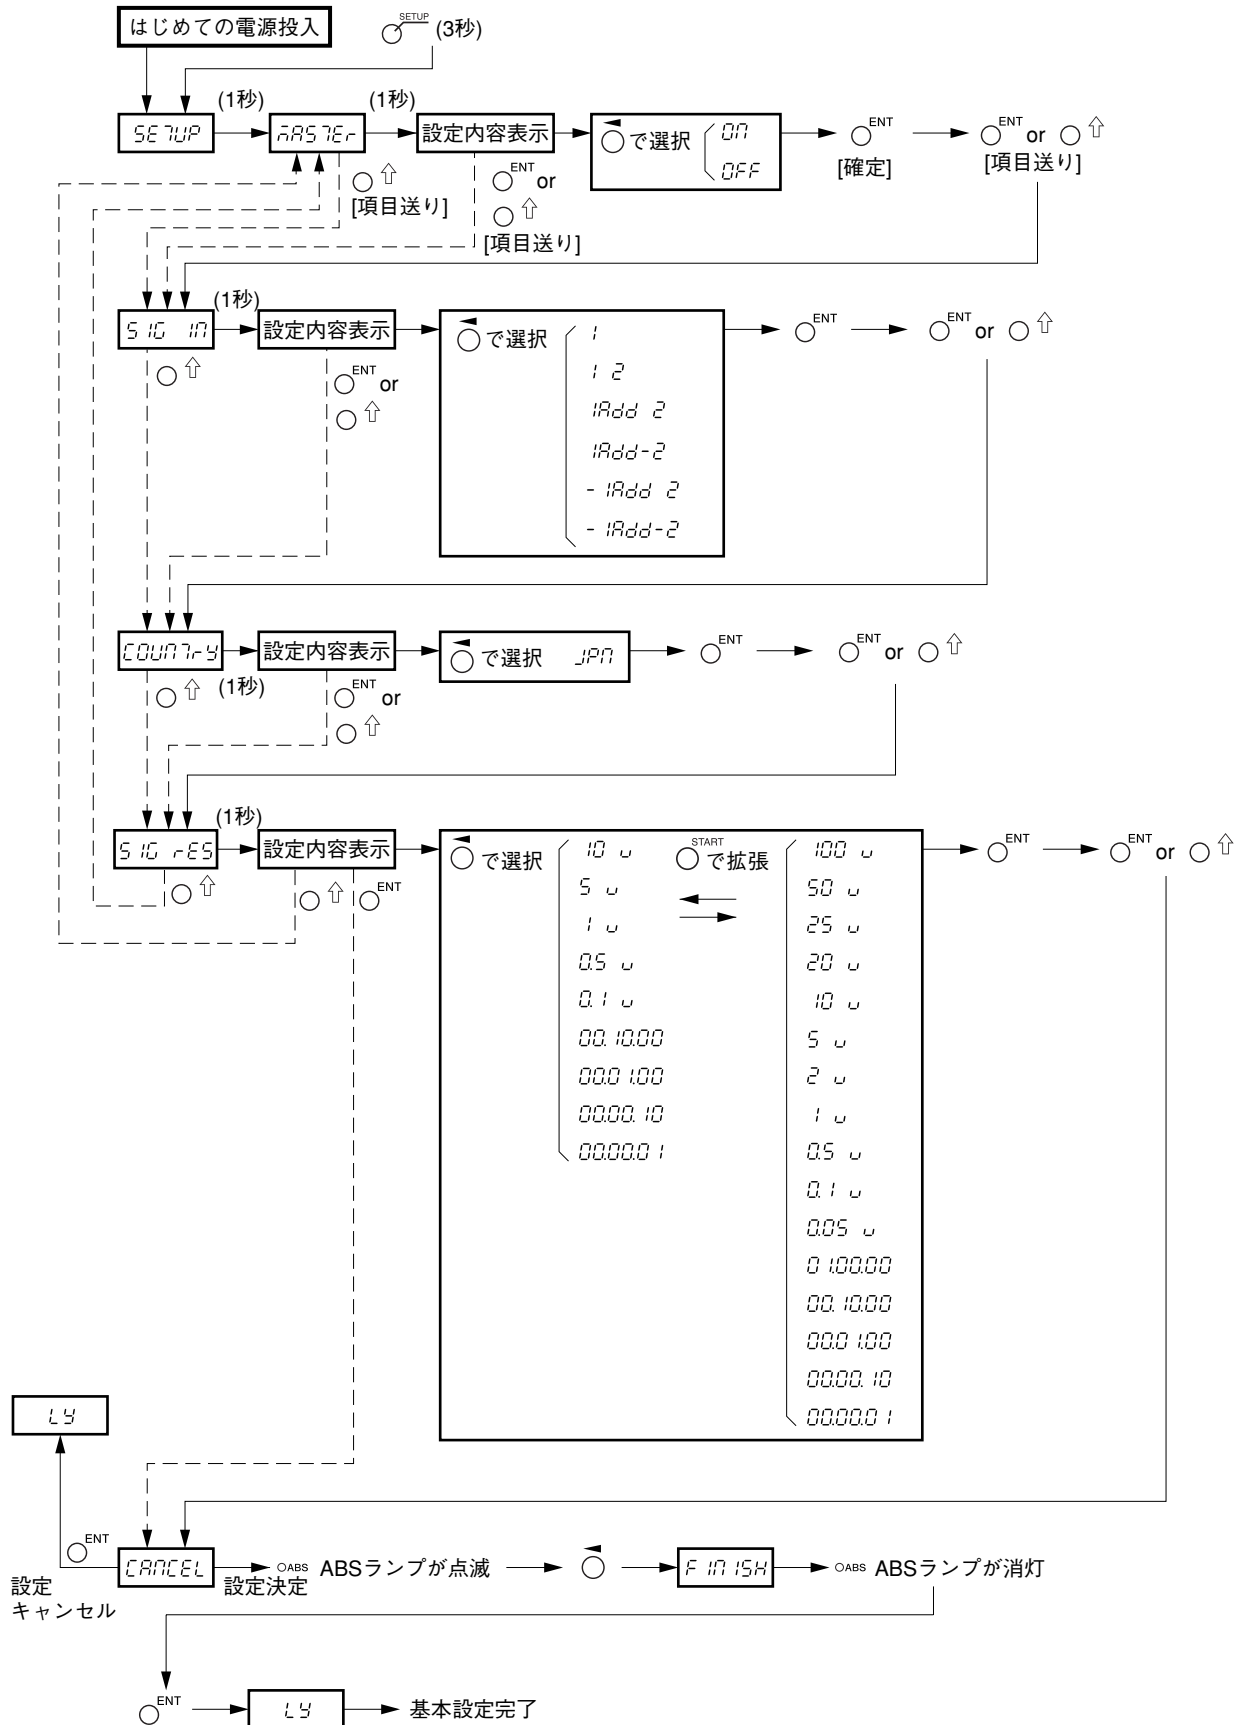 はじめての電源投入
SETUP
(3秒)
SETUP
(1秒)
MASTEr
(1秒)
設定内容表示
で選択
ON
OFF
ENT
[確定]
ENT or
[項目送り]
[項目送り]
ENT or
[項目送り]
SIG IN
(1秒)
設定内容表示
で選択
1
1 2
1Add 2
1Add-2
-1Add 2
-1Add-2
ENT
ENT or
ENT or
COUNTrY
(1秒)
設定内容表示
で選択 JPN
ENT
ENT or
ENT or
SIG rES
(1秒)
設定内容表示
ENT
で選択
10 u
5 u
1 u
0.5 u
0.1 u
00.10.00
00.01.00
00.00.10
00.00.01
START
で拡張
100 u
50 u
25 u
20 u
10 u
5 u
2 u
1 u
0.5 u
0.1 u
0.05 u
01.00.00
00.10.00
00.01.00
00.00.10
00.00.01
ENT
ENT or
LY
ENT
設定
キャンセル
CANCEL
設定決定
ABS ABSランプが点滅
FINISH
ABS ABSランプが消灯
ENT
LY
基本設定完了